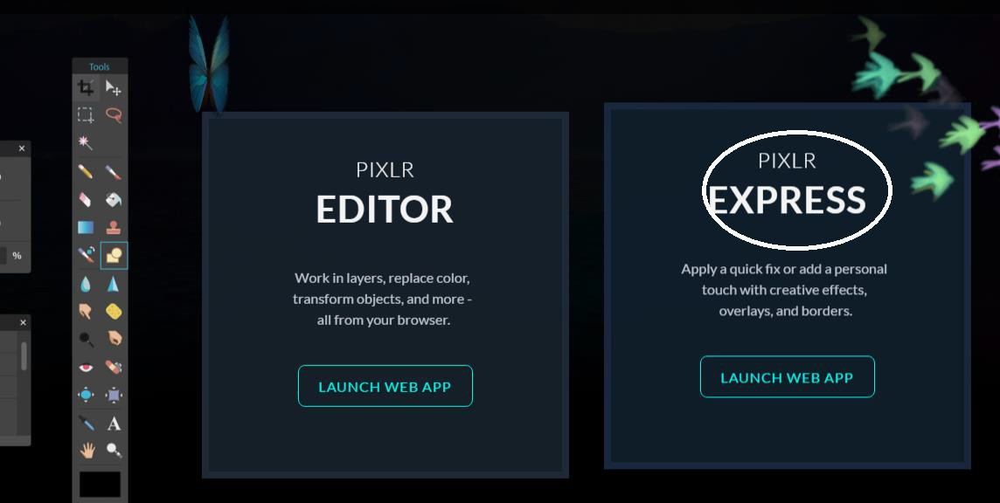 Tools
%
A
PIXLR
EDITOR
Work in layers, replace color,
transform objects, and more -
all from your browser.
LAUNCH WEB APP
PIXLR
EXPRESS
Apply a quick fix or add a personal
touch with creative effects,
overlays, and borders.
LAUNCH WEB APP